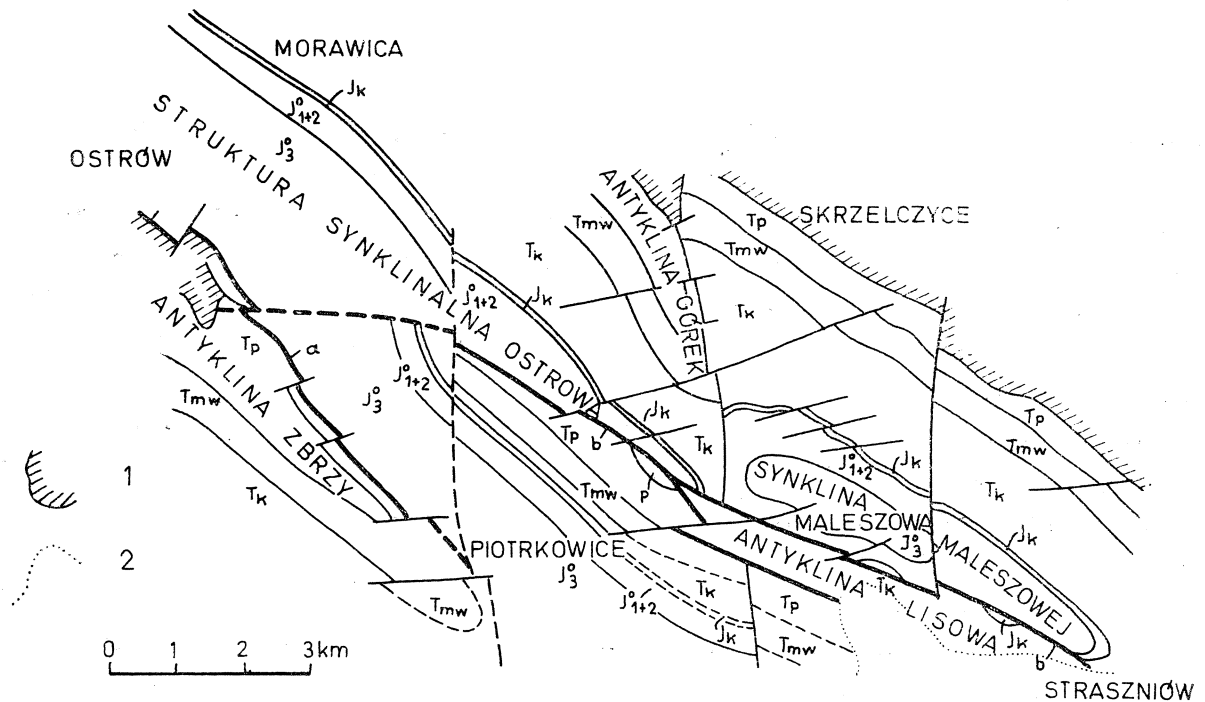 MORAWICA
Jk
J°1+2
J°3
STRUKTURA SYNKLINALNA OSTROWA
OSTRÓW
ANTYKLINA GÓREK
SKRZELCZYCE
Tp
Tmw
Tmw
Tk
Tk
J°1+2
Jk
ANTYKLINA ZBRZY
Tp
a
J°3
J°1+2
Tmw
Tk
Tp
b
Jk
Tk
P
Tmw
Tp
Tmw
J°1+2
Jk
Tk
SYNKLINA
MALESZOWA
J°3
MALESZOWEJ
Jk
1
PIOTRKOWICE
ANTYKLINA LISOWA
Tk
Jk
b
2
J°3
J°1+2
Tk
Jk
Tp
Tmw
Tmw
0 1 2 3 km
STRASZNIÓW